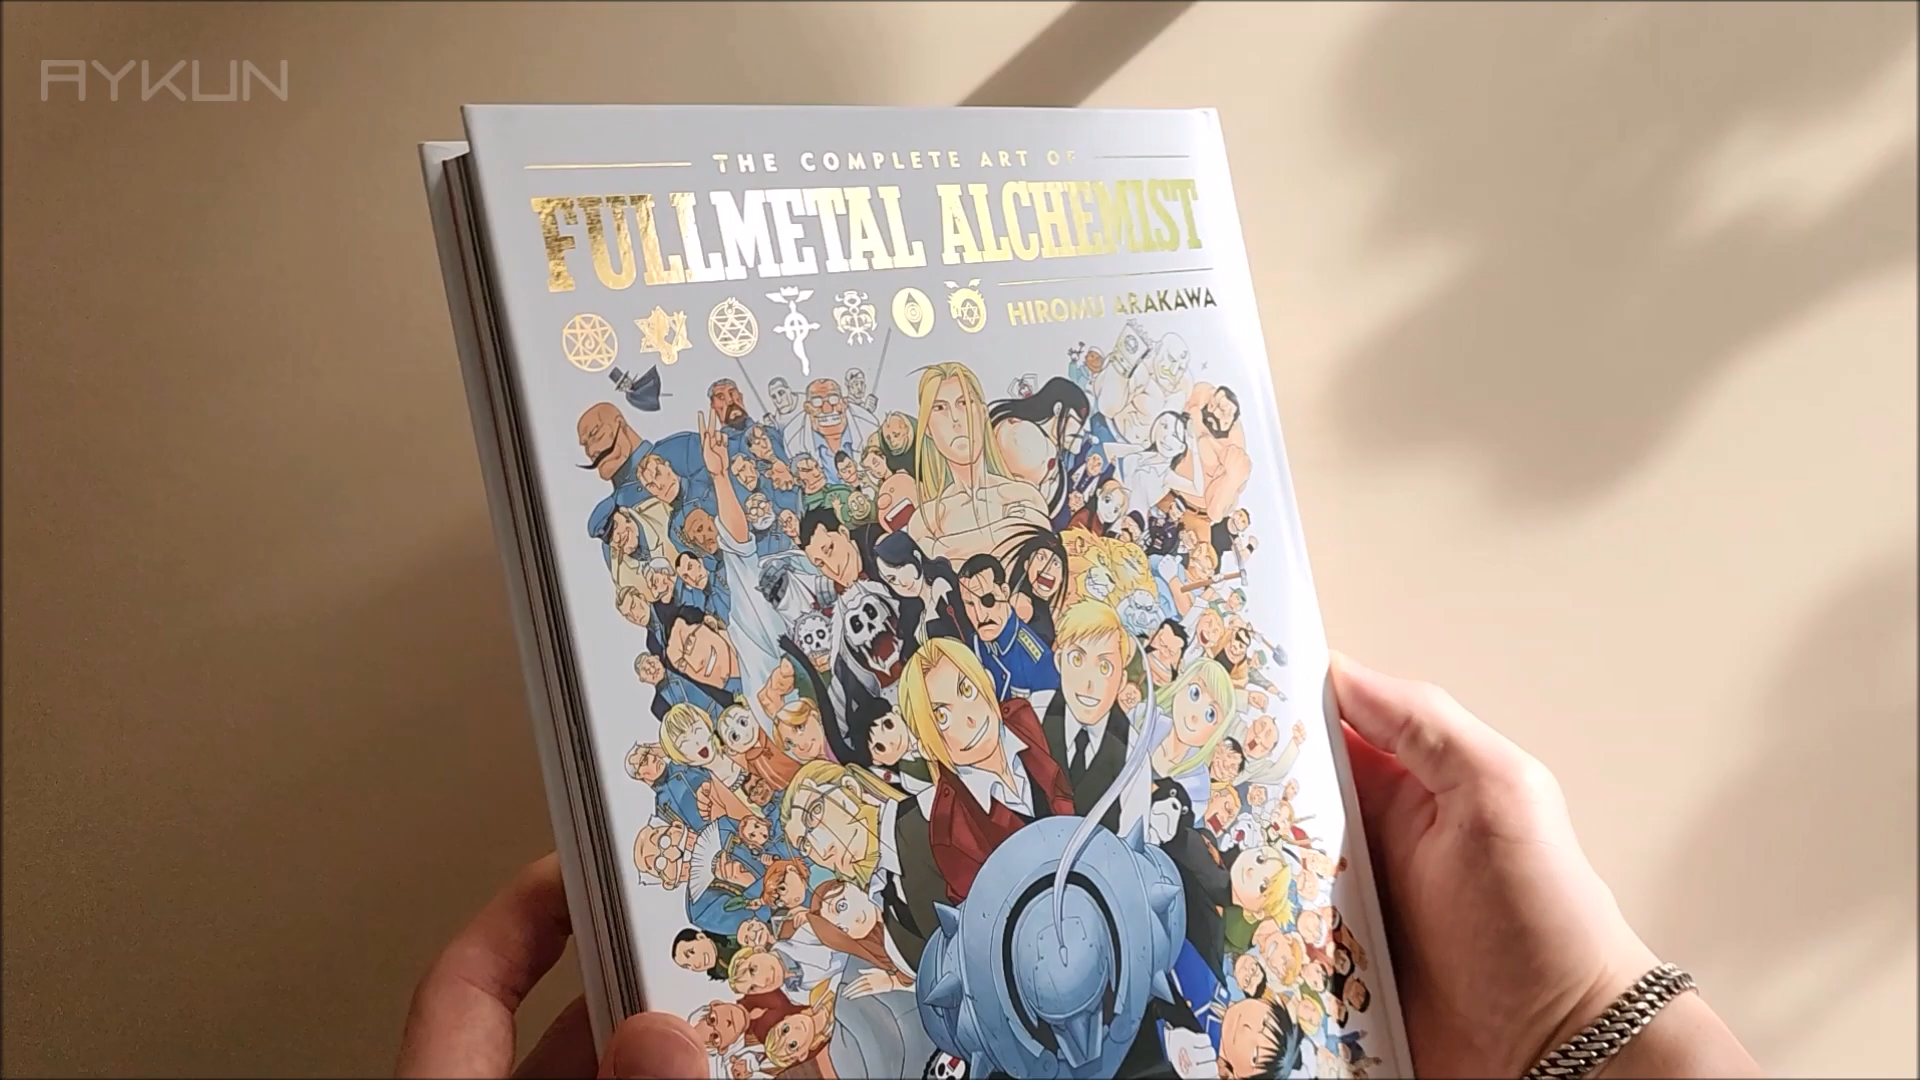 AYKUN
THE COMPLETE ART OF
FULLMETAL ALCHEMIST
HIROMU ARAKAWA